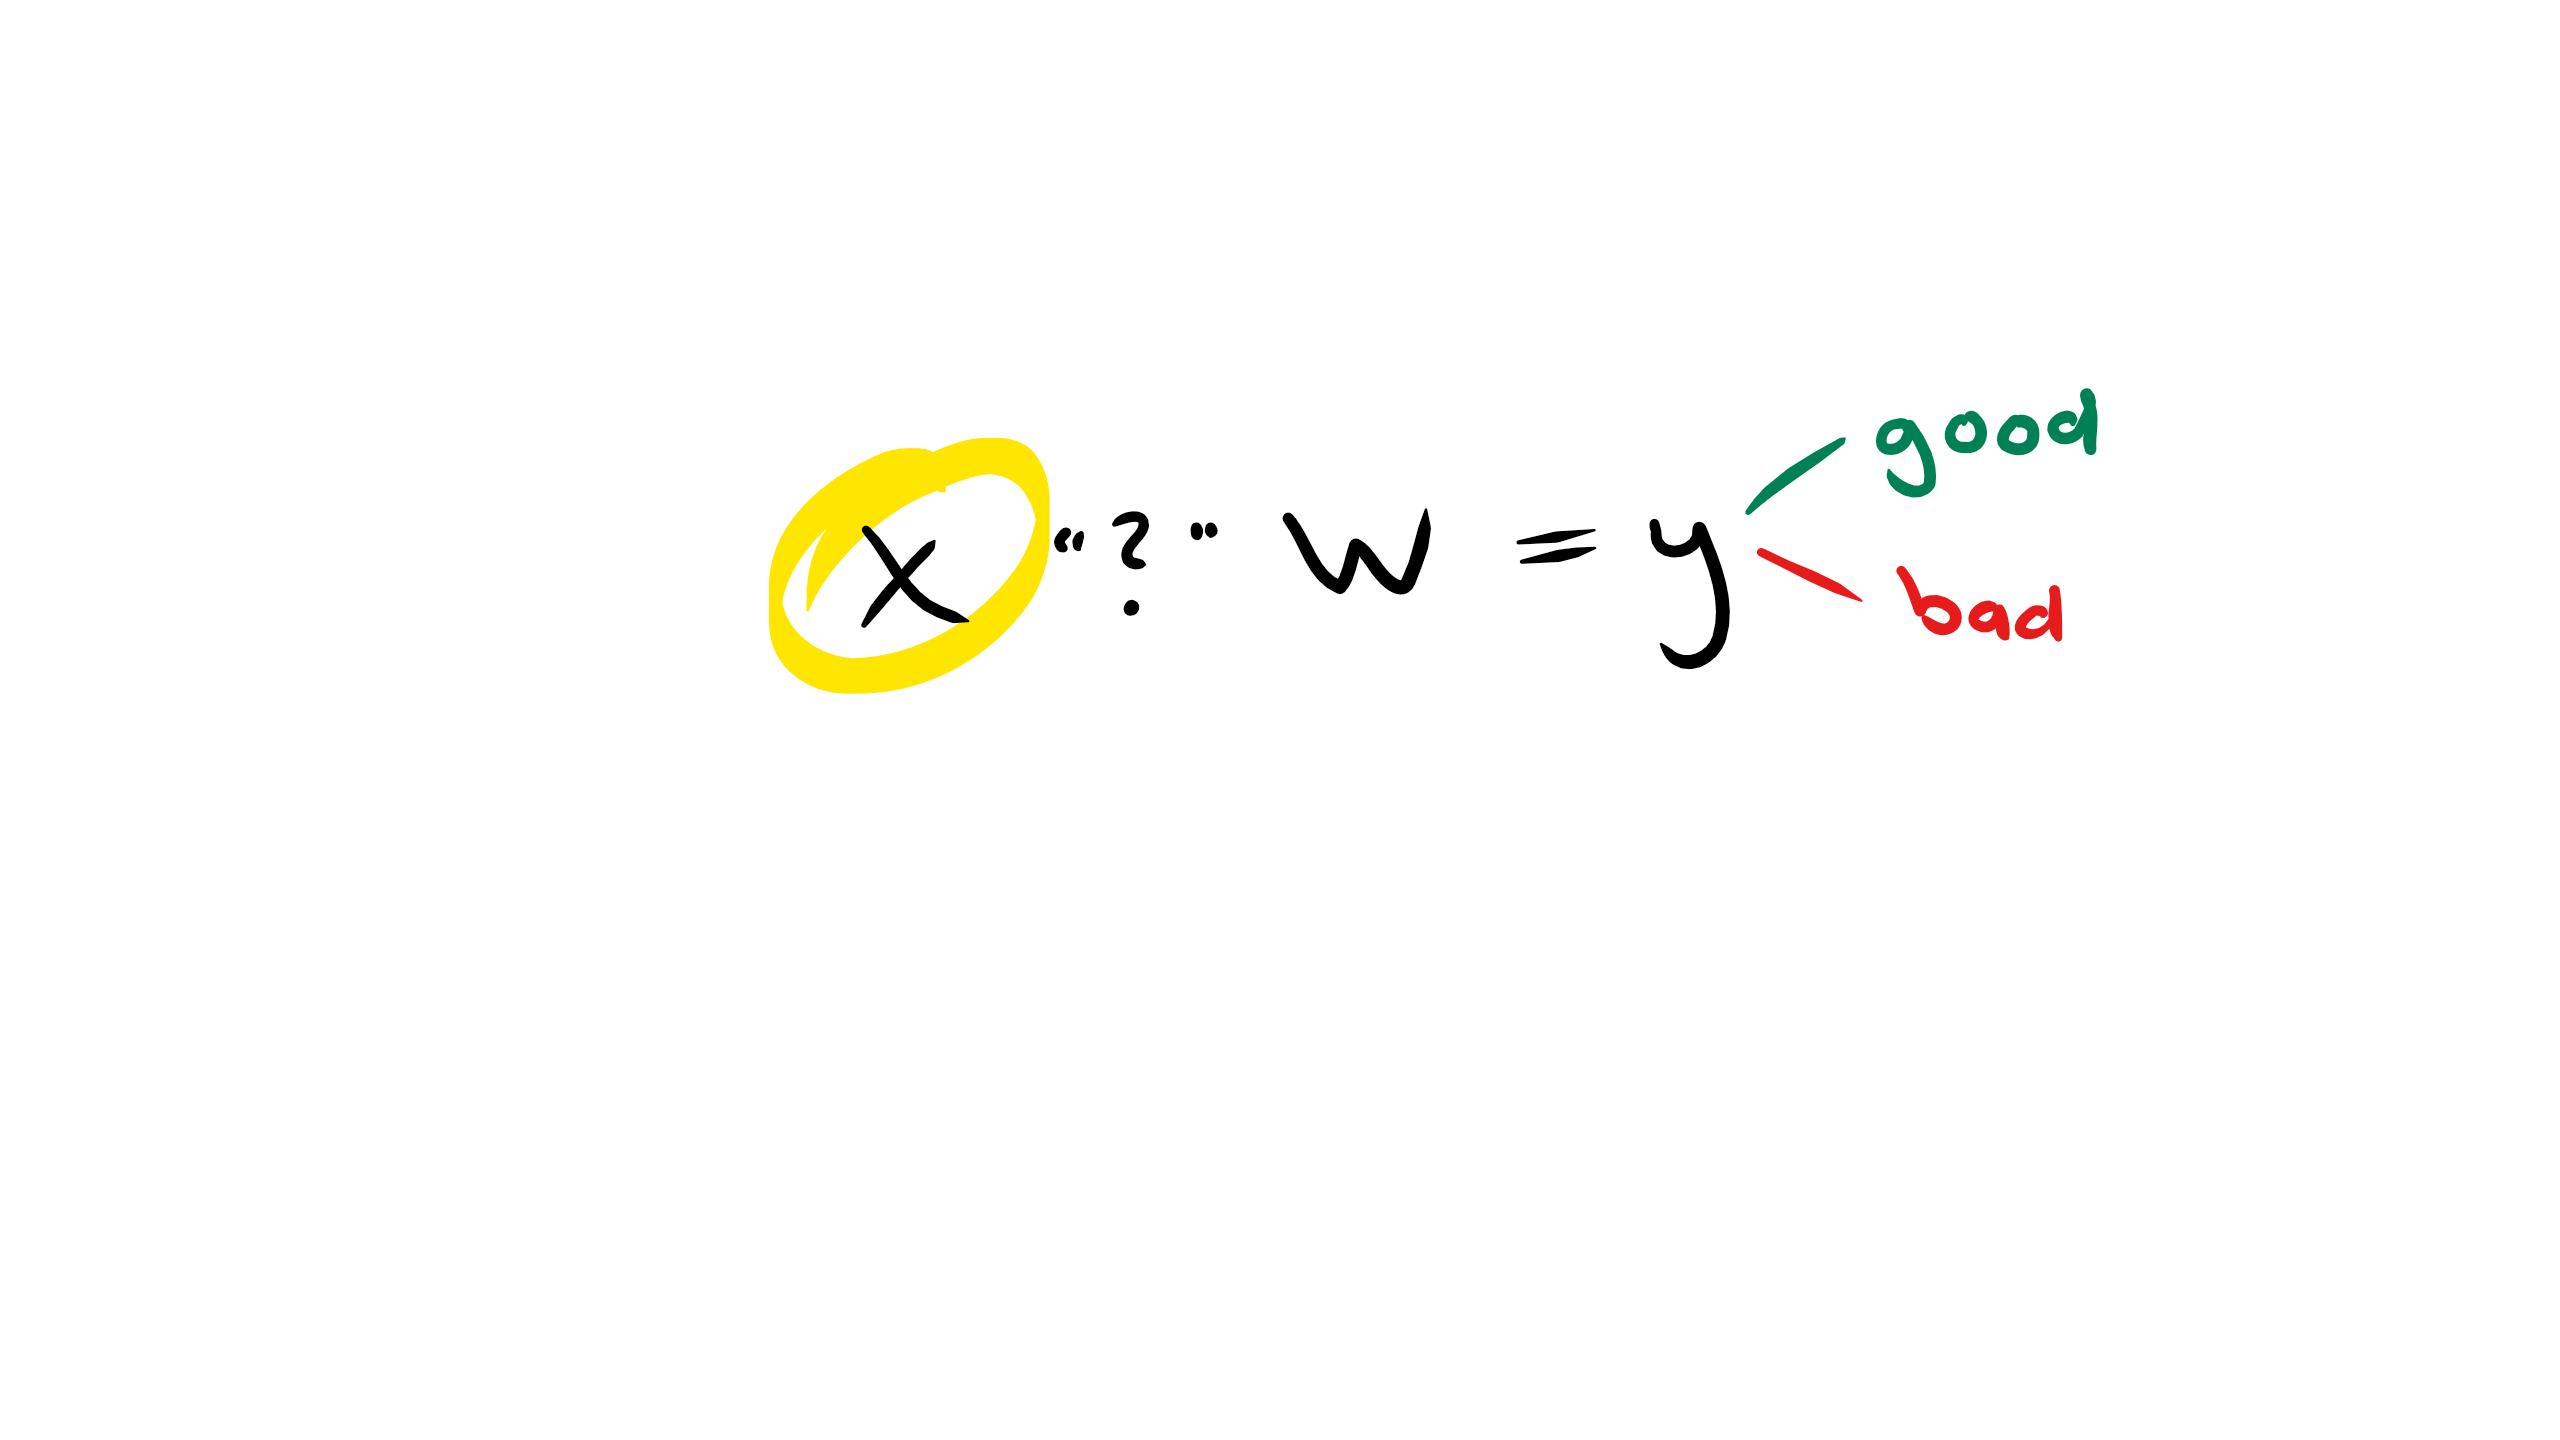 x “?” w = y
good
bad